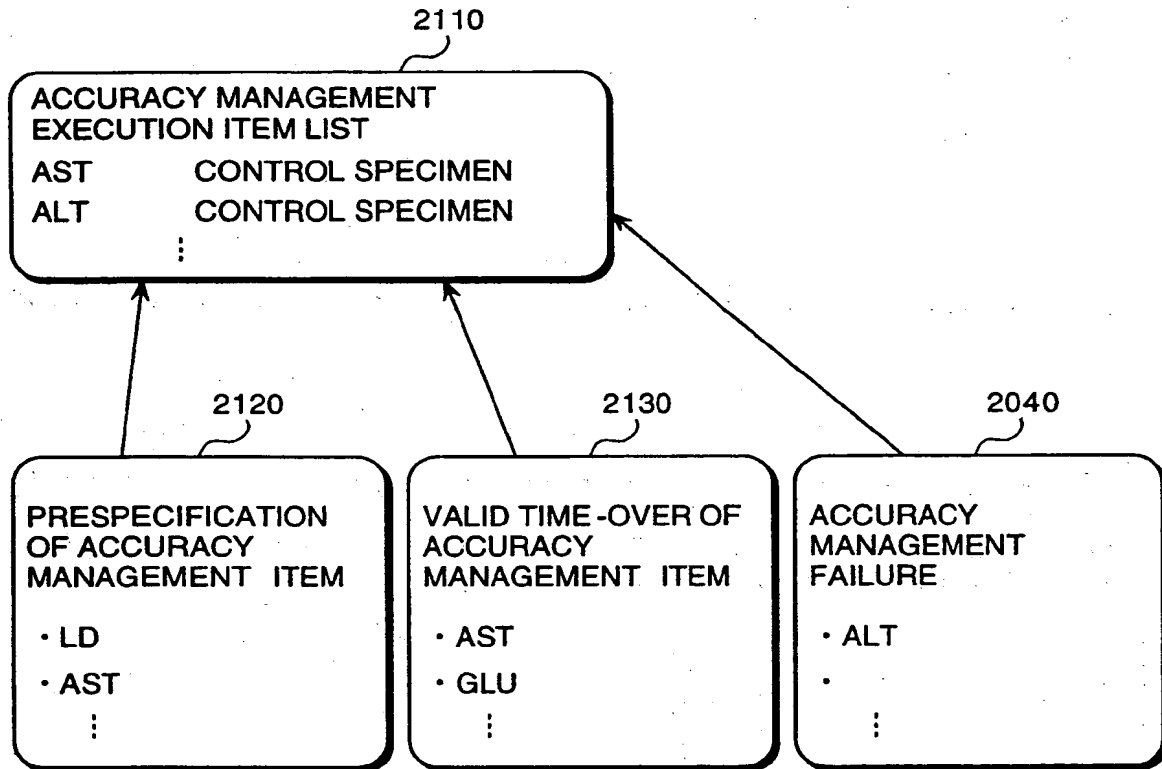 2110
ACCURACY MANAGEMENT
EXECUTION ITEM LIST
AST CONTROL SPECIMEN
ALT CONTROL SPECIMEN
2120
PRESPECIFICATION
OF ACCURACY
MANAGEMENT ITEM
・LD
・AST
2130
VALID TIME-OVER OF
ACCURACY
MANAGEMENT ITEM
・AST
・GLU
2040
ACCURACY
MANAGEMENT
FAILURE
・ALT
・